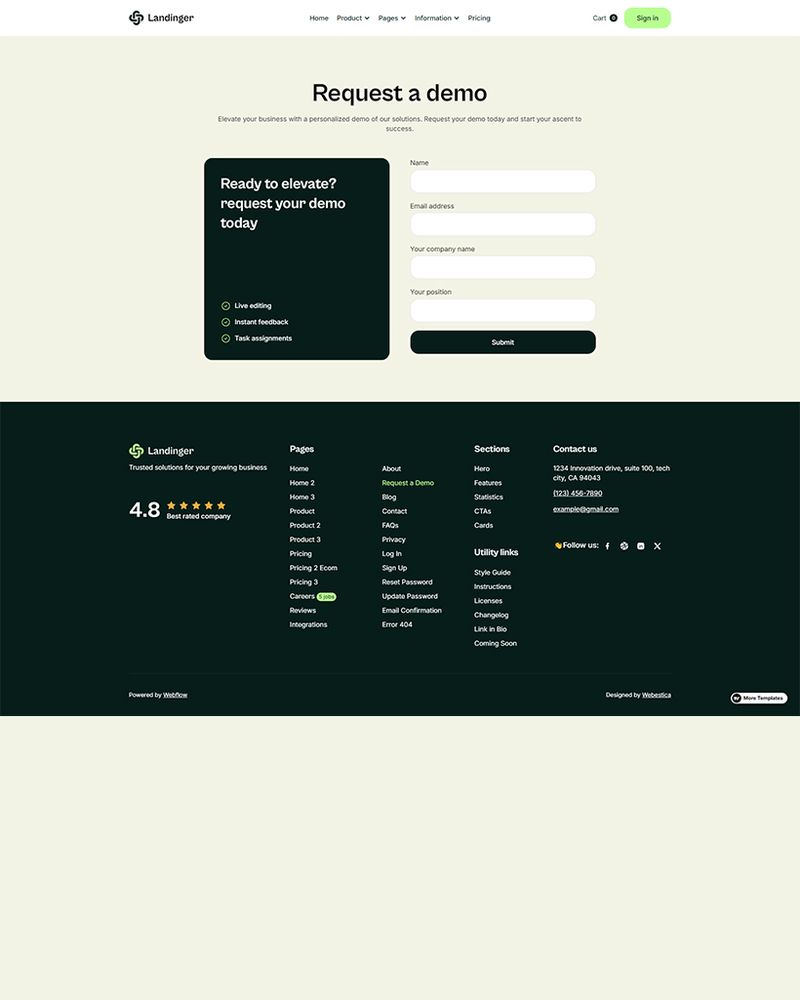 Landinger
Home
Product
Pages
Information
Pricing
Cart 0
Sign in
Request a demo
Elevate your business with a personalized demo of our solutions. Request your demo today and start your ascent to
success.
Ready to elevate?
request your demo
today
Live editing
Instant feedback
Task assignments
Name
Email address
Your company name
Your position
Submit
Landinger
Trusted solutions for your growing business
4.8
Best rated company
Pages
Home
Home 2
Home 3
Product
Product 2
Product 3
Pricing
Pricing 2 Ecom
Pricing 3
Careers 5 jobs
Reviews
Integrations
About
Request a Demo
Blog
Contact
FAQs
Privacy
Log In
Sign Up
Reset Password
Update Password
Email Confirmation
Error 404
Sections
Hero
Features
Statistics
CTAs
Cards
Utility links
Style Guide
Instructions
Licenses
Changelog
Link in Bio
Coming Soon
Contact us
1234 Innovation drive, suite 100, tech
city, CA 94043
(123) 456-7890
example@gmail.com
👋Follow us:
Powered by Webflow
Designed by Webestica
More Templates